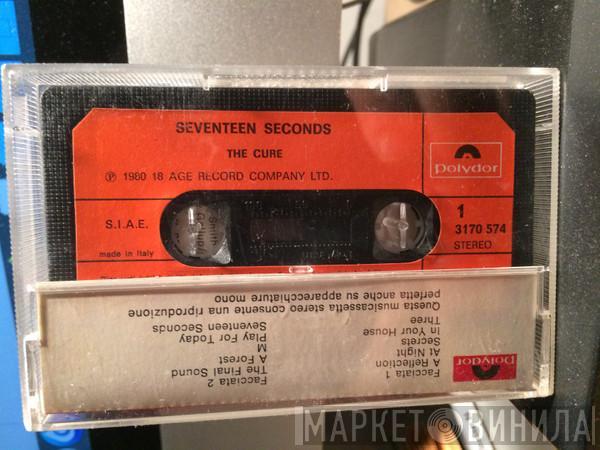 SEVENTEEN SECONDS
THE CURE
℗ 1980 18 AGE RECORD COMPANY LTD.
polydor
S.I.A.E.
made in Italy
1
3170 574
STEREO
polydor
Facciata 1
A Reflection
At Night
Secrets
In Your House
Three
Facciata 2
The Final Sound
A Forest
M
Play For Today
Seventeen Seconds
Questa musicassetta stereo consente una riproduzione
perfetta anche su apparecchiature mono
МАРКЕТ ВИНИЛА